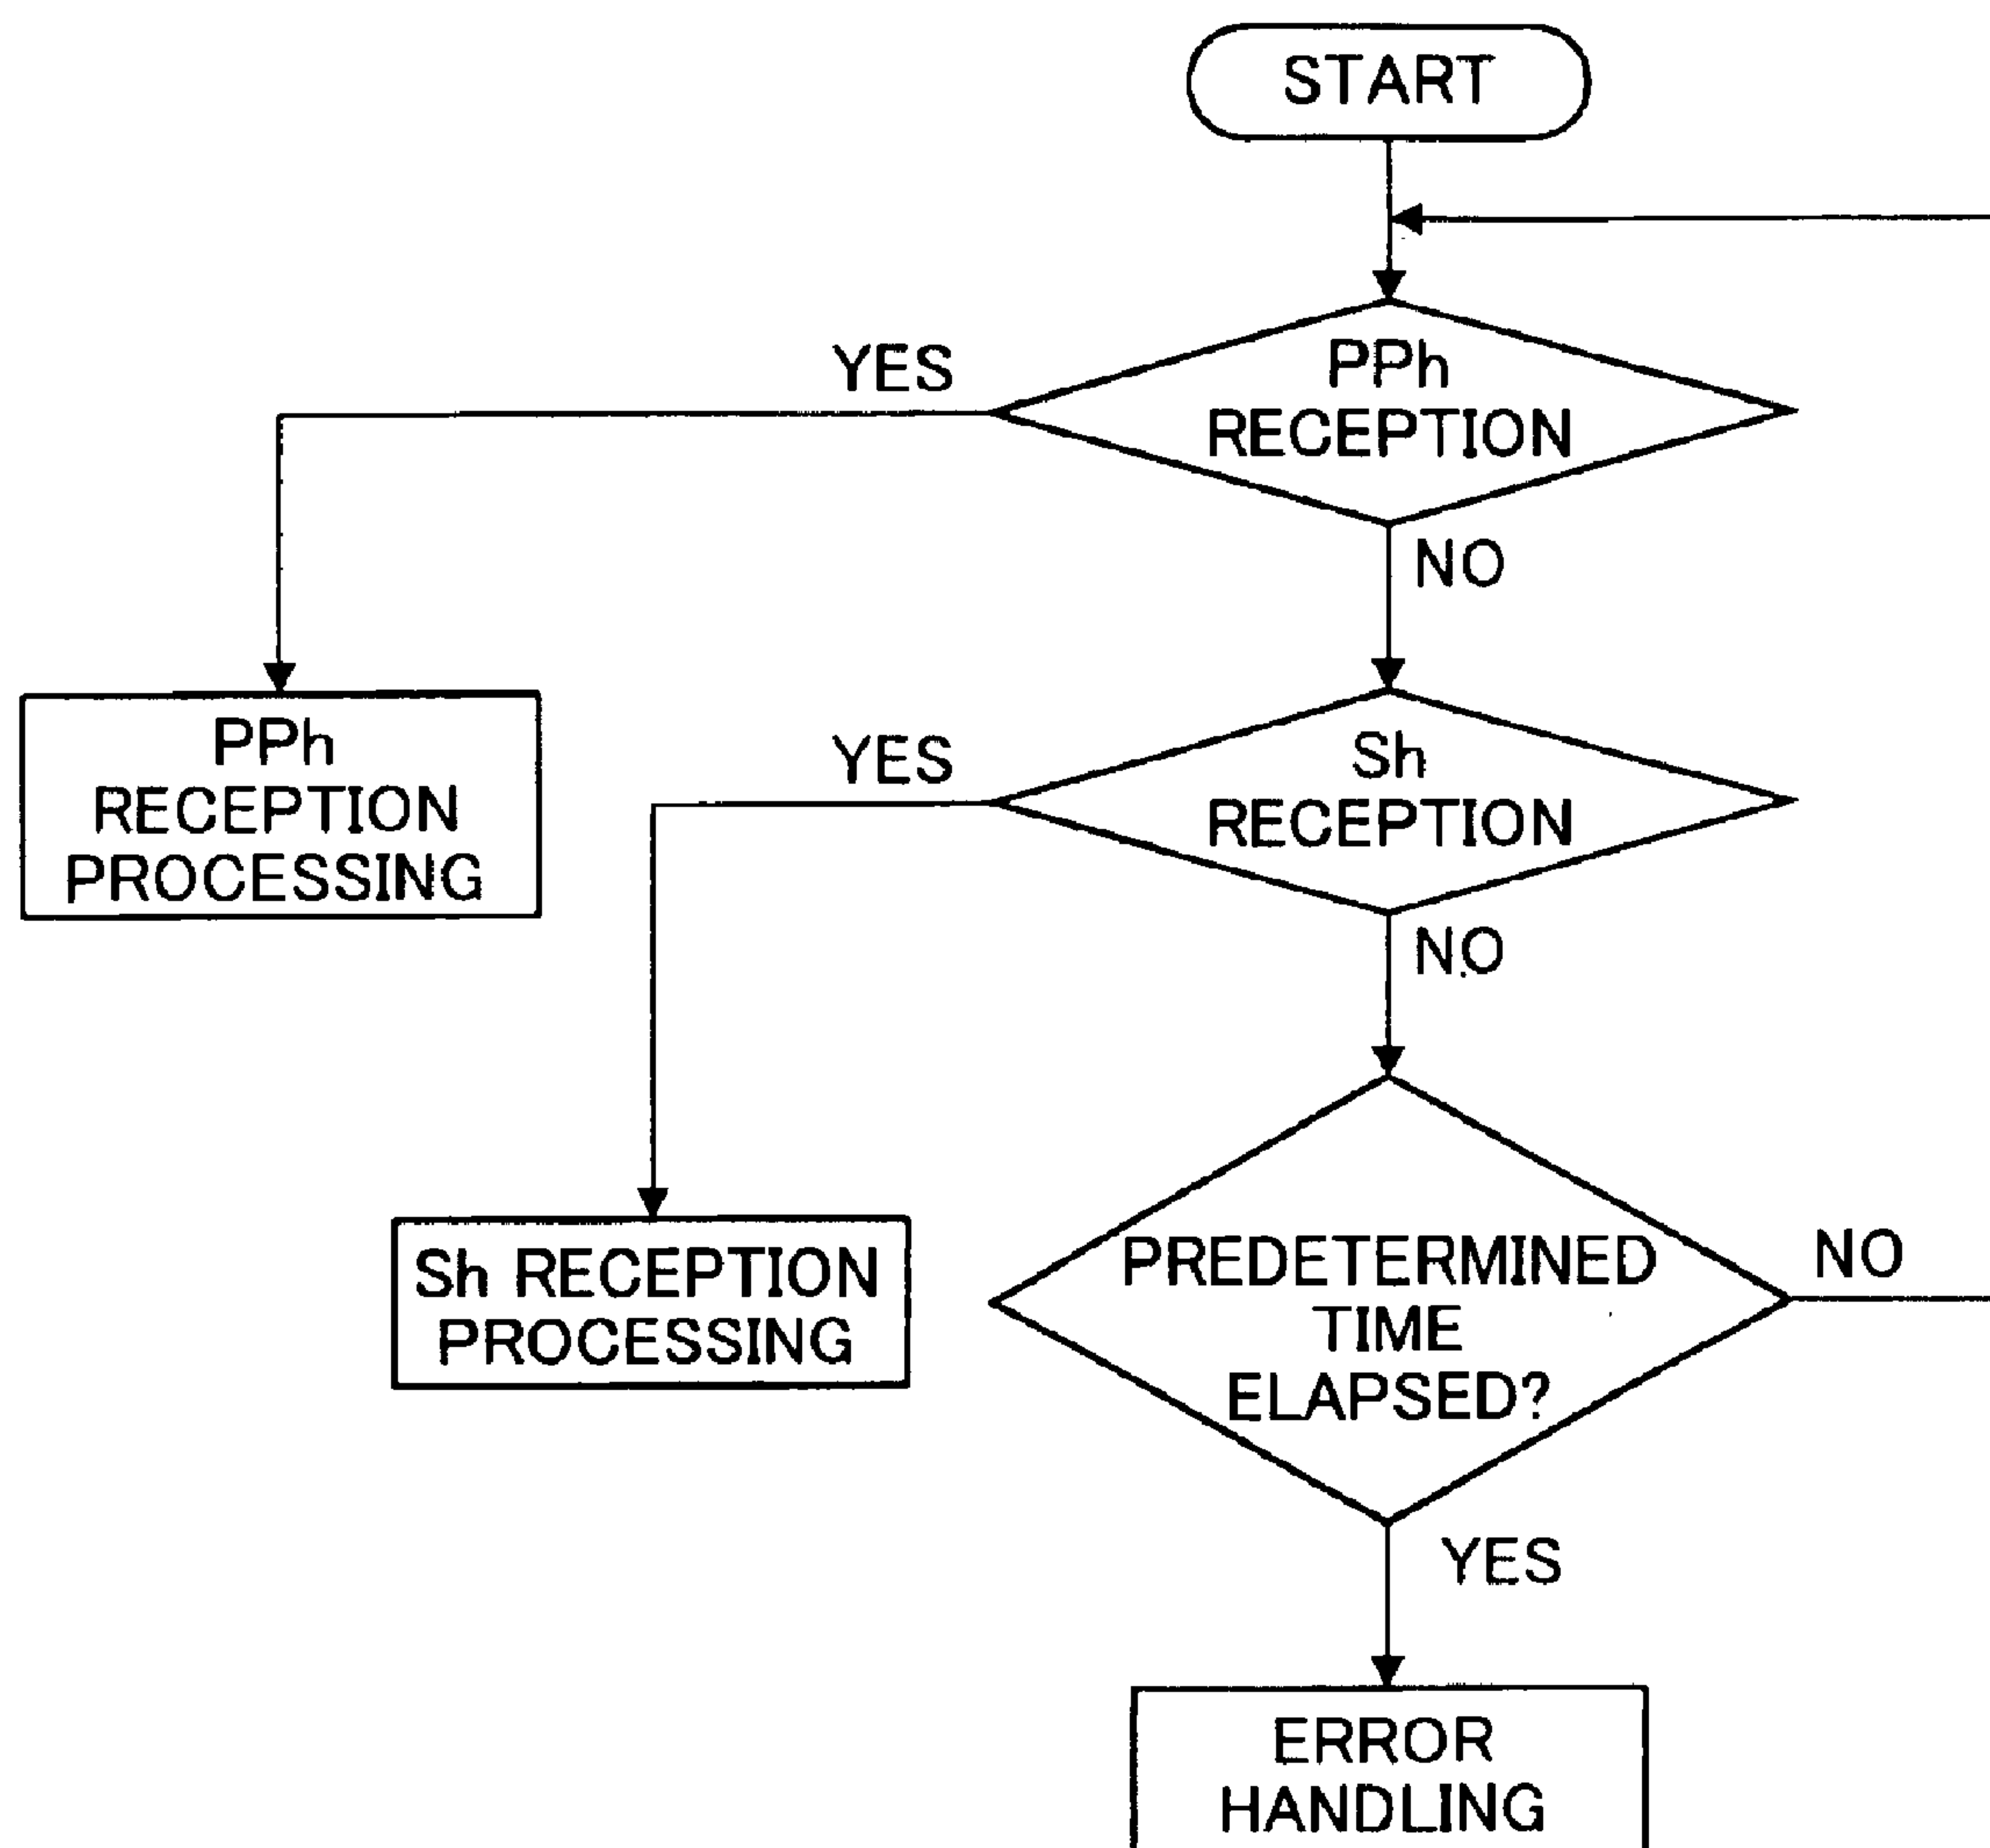 START
YES
PPh
RECEPTION
NO
PPh
RECEPTION
PROCESSING
YES
Sh
RECEPTION
NO
Sh RECEPTION
PROCESSING
PREDETERMINED
TIME
ELAPSED?
NO
YES
ERROR
HANDLING